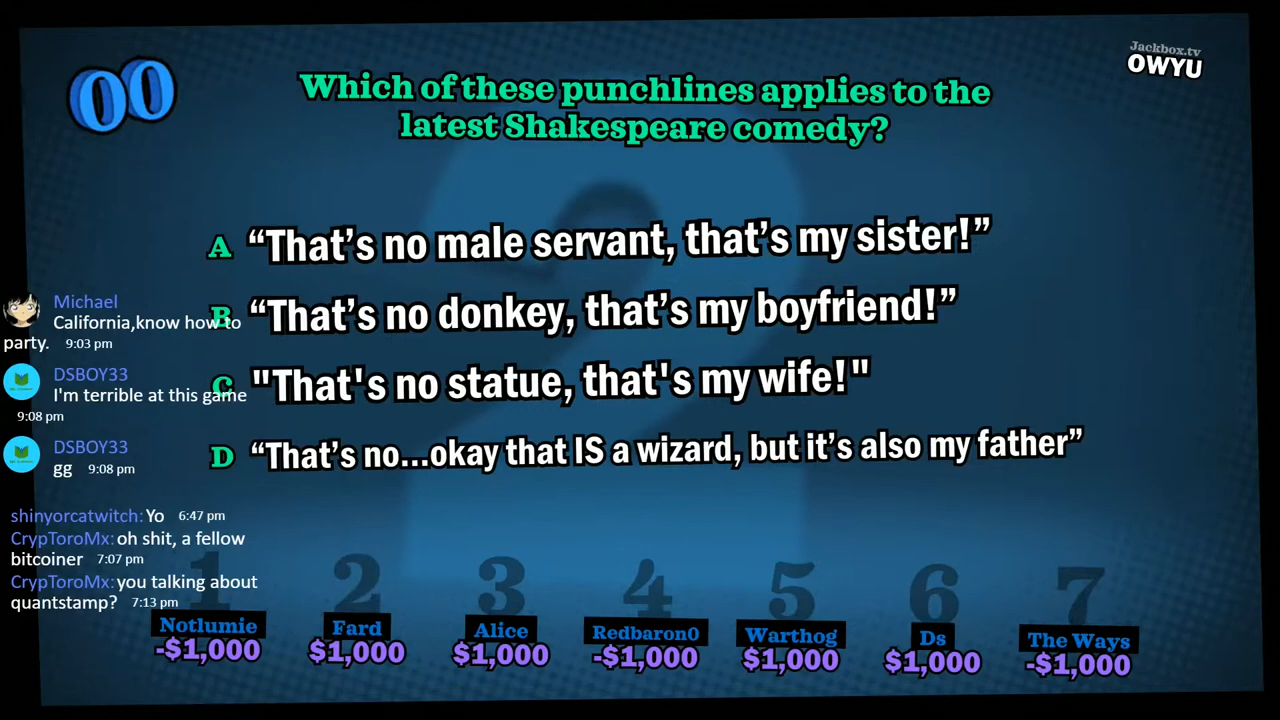 00
Jackbox.tv
OWYU
Which of these punchlines applies to the
latest Shakespeare comedy?
A “That’s no male servant, that’s my sister!”
B “That’s no donkey, that’s my boyfriend!”
C "That's no statue, that's my wife!"
D “That’s no...okay that IS a wizard, but it’s also my father”
Michael
California,know how to
party. 9:03 pm
DSBOY33
I'm terrible at this game
9:08 pm
DSBOY33
gg 9:08 pm
shinyorcatwitch: Yo 6:47 pm
CrypToroMx: oh shit, a fellow
bitcoiner 7:07 pm
CrypToroMx: you talking about
quantstamp? 7:13 pm
2
1 2 3 4 5 6 7
Notlumie Fard Alice Redbaron0 Warthog Ds The Ways
-$1,000 $1,000 $1,000 -$1,000 $1,000 $1,000 -$1,000